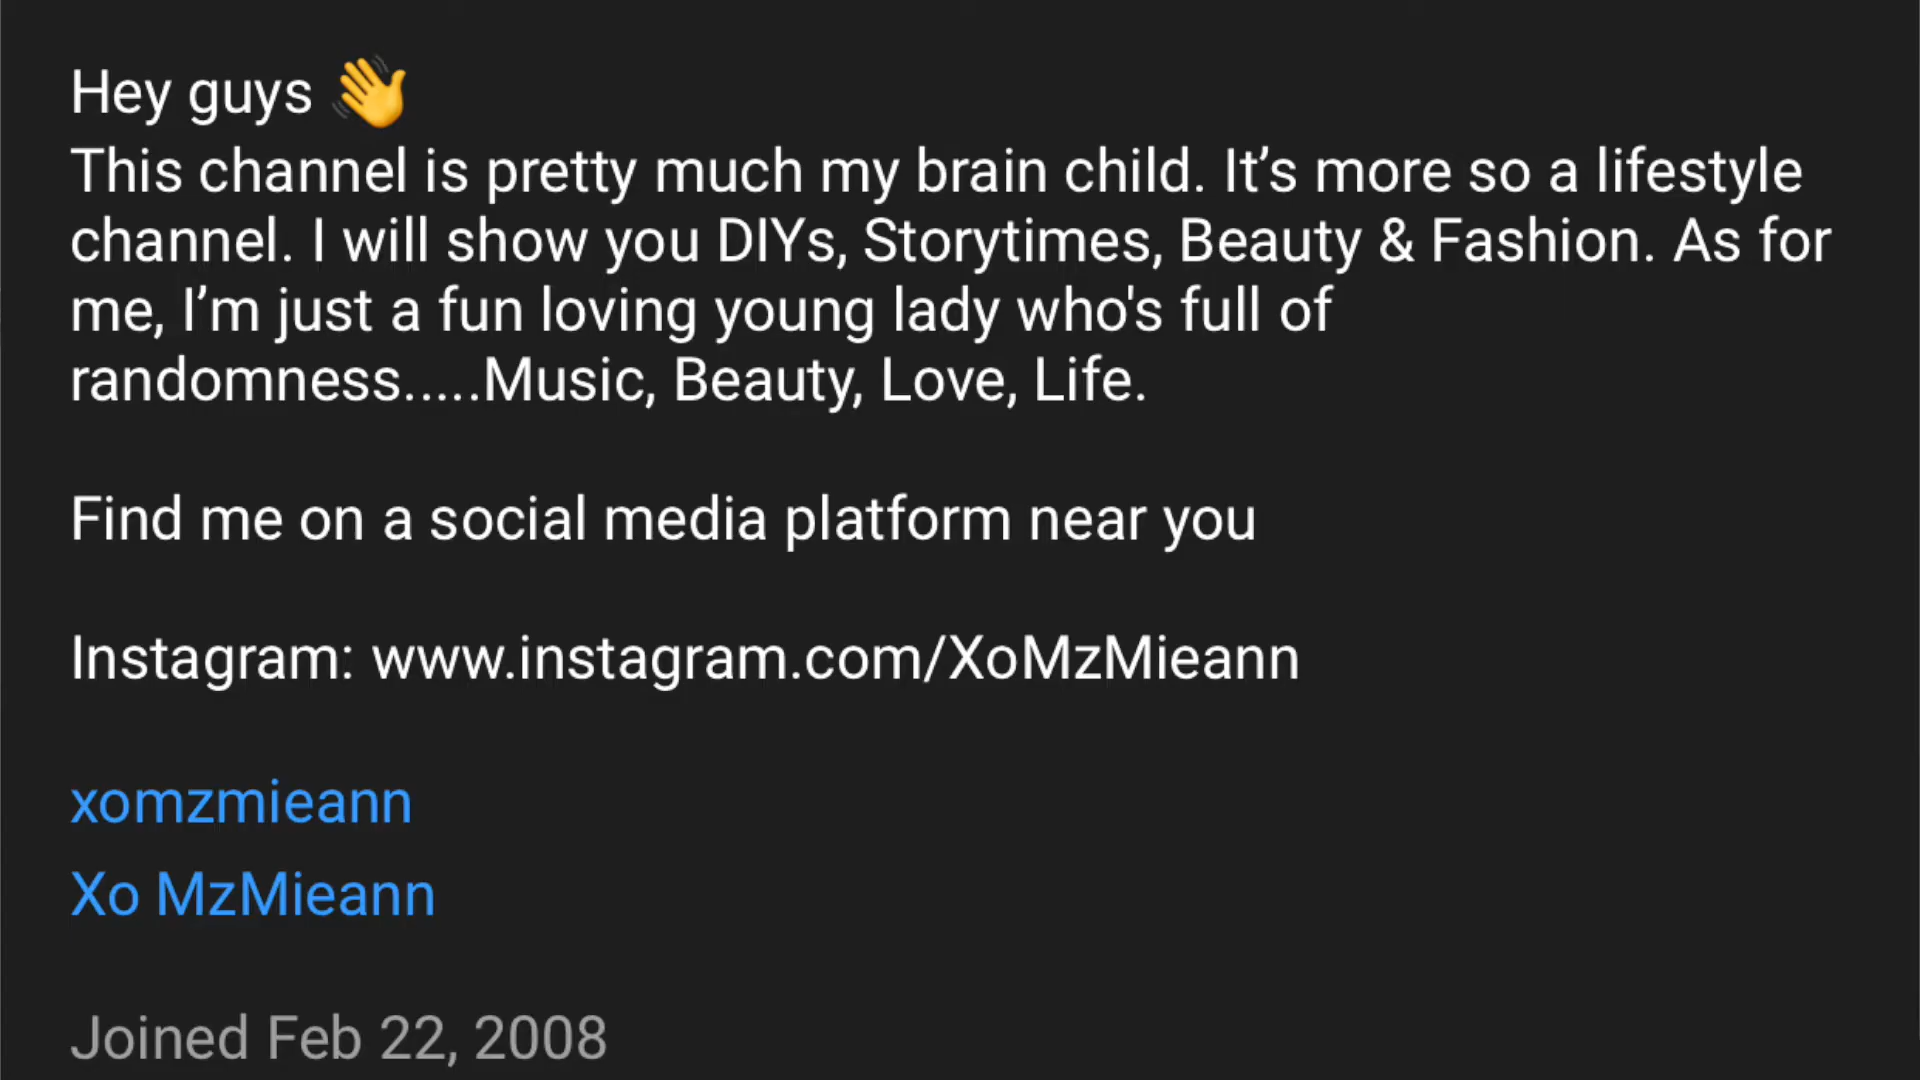 Hey guys 👋
This channel is pretty much my brain child. It’s more so a lifestyle
channel. I will show you DIYs, Storytimes, Beauty & Fashion. As for
me, I’m just a fun loving young lady who's full of
randomness.....Music, Beauty, Love, Life.
Find me on a social media platform near you
Instagram: www.instagram.com/XoMzMieann
xomzmieann
Xo MzMieann
Joined Feb 22, 2008